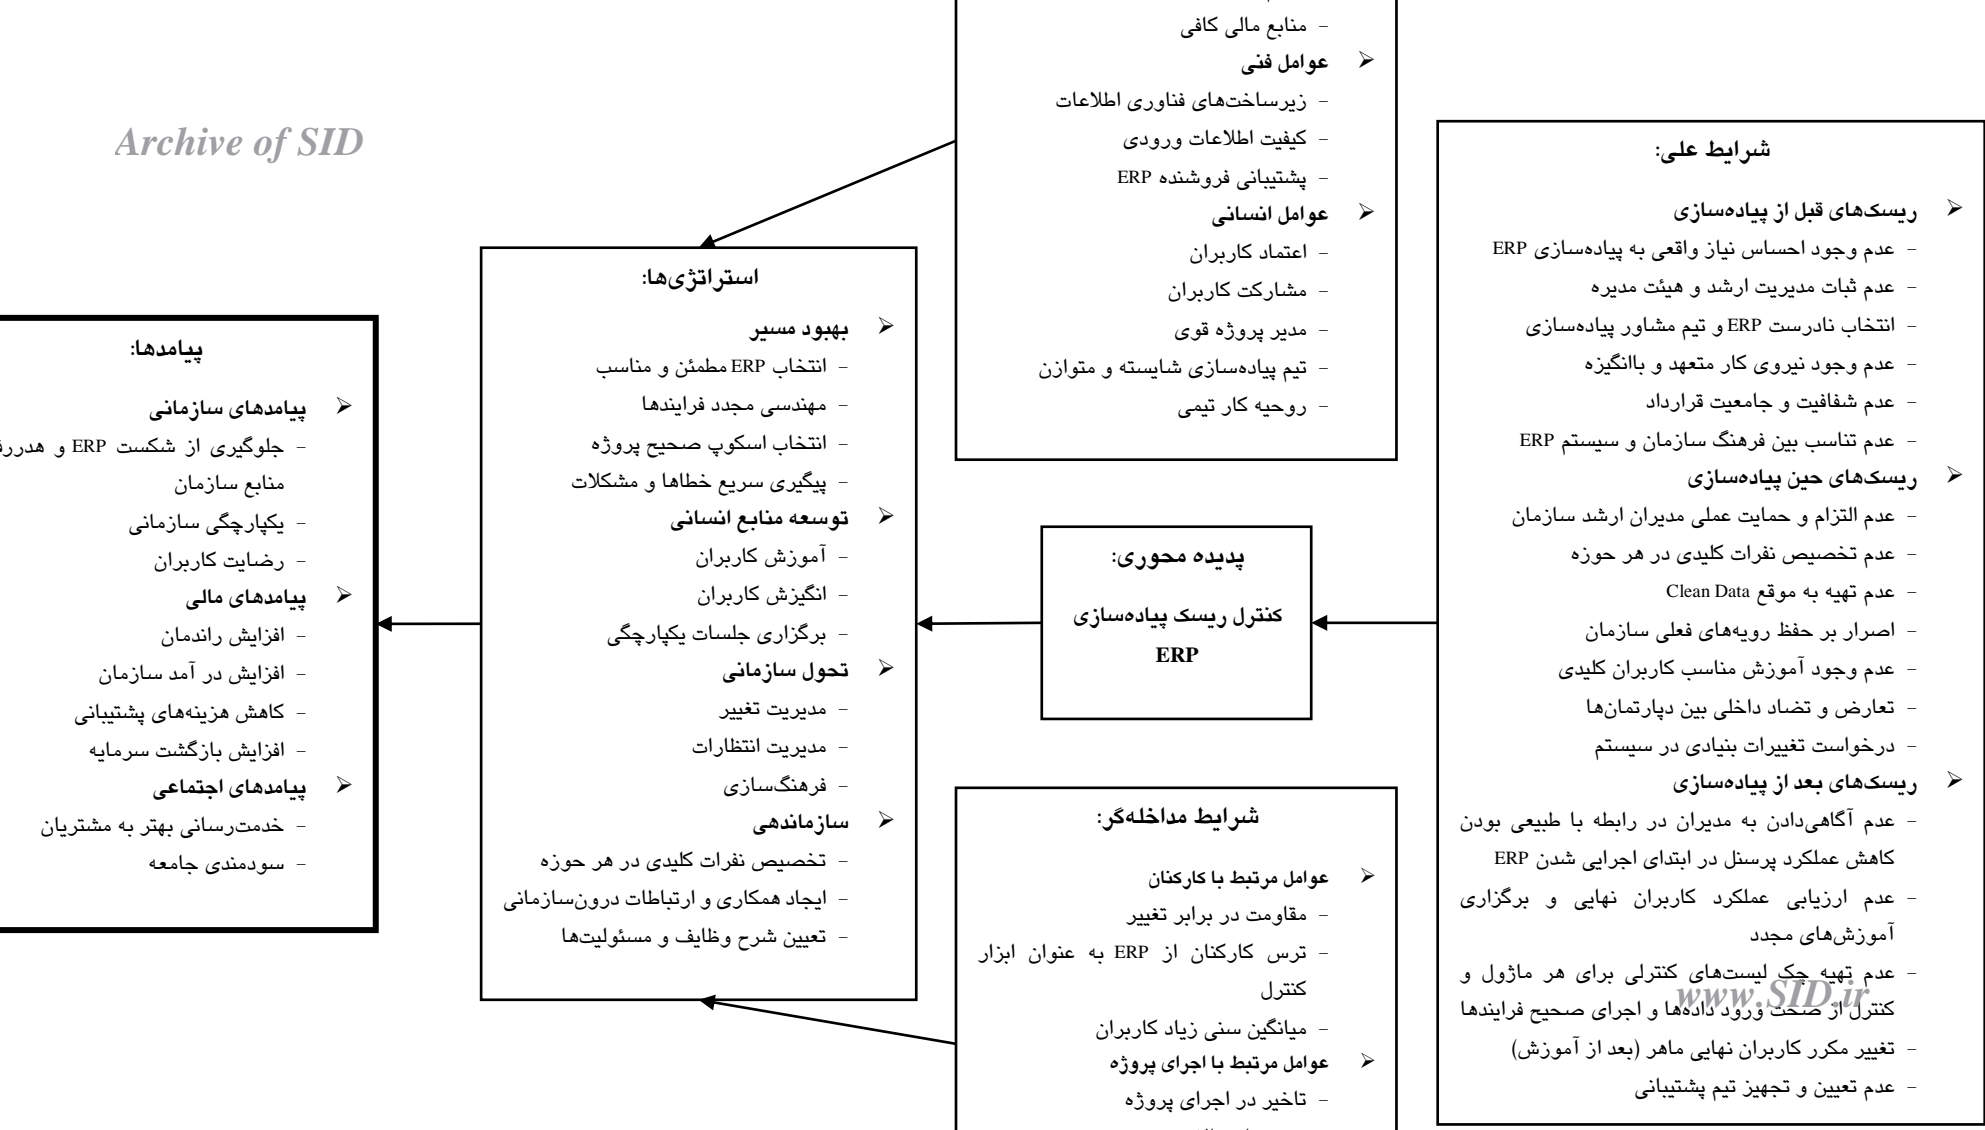 Archive of SID
شرایط علی:
ریسک‌های قبل از پیاده‌سازی
- عدم وجود احساس نیاز واقعی به پیاده‌سازی ERP
- عدم ثبات مدیریت ارشد و هیئت مدیره
- انتخاب نادرست ERP و تیم مشاور پیاده‌سازی
- عدم وجود نیروی کار متعهد و باانگیزه
- عدم شفافیت و جامعیت قرارداد
- عدم تناسب بین فرهنگ سازمان و سیستم ERP
ریسک‌های حین پیاده‌سازی
- عدم التزام و حمایت عملی مدیران ارشد سازمان
- عدم تخصیص نفرات کلیدی در هر حوزه
- عدم تهیه به موقع Clean Data
- اصرار بر حفظ رویه‌های فعلی سازمان
- عدم وجود آموزش مناسب کاربران کلیدی
- تعارض و تضاد داخلی بین دپارتمان‌ها
- درخواست تغییرات بنیادی در سیستم
ریسک‌های بعد از پیاده‌سازی
- عدم آگاهی‌دادن به مدیران در رابطه با طبیعی بودن
کاهش عملکرد پرسنل در ابتدای اجرایی شدن ERP
- عدم ارزیابی عملکرد کاربران نهایی و برگزاری
آموزش‌های مجدد
- عدم تهیه چک لیست‌های کنترلی برای هر ماژول و
کنترل از صحت ورود داده‌ها و اجرای صحیح فرایندها
- تغییر مکرر کاربران نهایی ماهر (بعد از آموزش)
- عدم تعیین و تجهیز تیم پشتیبانی
www.SID.ir
- منابع مالی کافی
عوامل فنی
- زیرساخت‌های فناوری اطلاعات
- کیفیت اطلاعات ورودی
- پشتیبانی فروشنده ERP
عوامل انسانی
- اعتماد کاربران
- مشارکت کاربران
- مدیر پروژه قوی
- تیم پیاده‌سازی شایسته و متوازن
- روحیه کار تیمی
پدیده محوری:
کنترل ریسک پیاده‌سازی
ERP
شرایط مداخله‌گر:
عوامل مرتبط با کارکنان
- مقاومت در برابر تغییر
- ترس کارکنان از ERP به عنوان ابزار
کنترل
- میانگین سنی زیاد کاربران
عوامل مرتبط با اجرای پروژه
- تاخیر در اجرای پروژه
استراتژی‌ها:
بهبود مسیر
- انتخاب ERP مطمئن و مناسب
- مهندسی مجدد فرایندها
- انتخاب اسکوپ صحیح پروژه
- پیگیری سریع خطاها و مشکلات
توسعه منابع انسانی
- آموزش کاربران
- انگیزش کاربران
- برگزاری جلسات یکپارچگی
تحول سازمانی
- مدیریت تغییر
- مدیریت انتظارات
- فرهنگ‌سازی
سازماندهی
- تخصیص نفرات کلیدی در هر حوزه
- ایجاد همکاری و ارتباطات درون‌سازمانی
- تعیین شرح وظایف و مسئولیت‌ها
پیامدها:
پیامدهای سازمانی
- جلوگیری از شکست ERP و
منابع سازمان
- یکپارچگی سازمانی
- رضایت کاربران
پیامدهای مالی
- افزایش راندمان
- افزایش در آمد سازمان
- کاهش هزینه‌های پشتیبانی
- افزایش بازگشت سرمایه
پیامدهای اجتماعی
- خدمت‌رسانی بهتر به مشتریان
- سودمندی جامعه